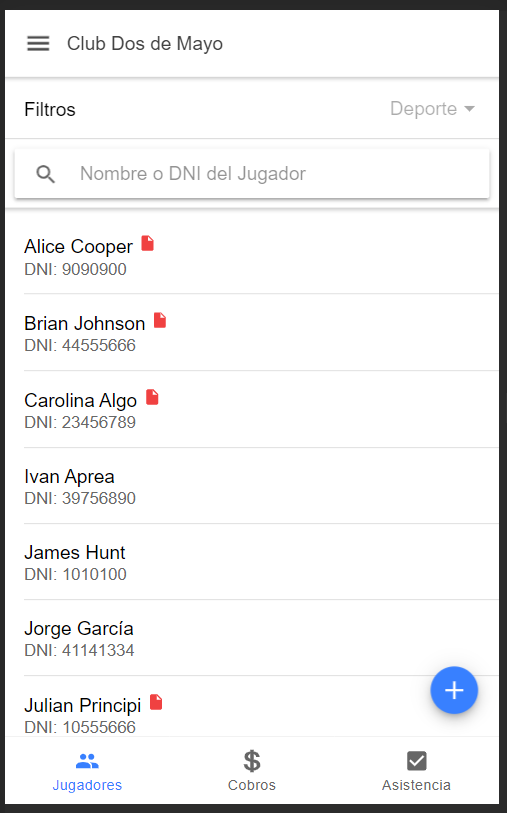 Club Dos de Mayo
Filtros
Deporte
Nombre o DNI del Jugador
Alice Cooper
DNI: 9090900
Brian Johnson
DNI: 44555666
Carolina Algo
DNI: 23456789
Ivan Aprea
DNI: 39756890
James Hunt
DNI: 1010100
Jorge García
DNI: 41141334
Julian Principi
DNI: 10555666
Jugadores
Cobros
Asistencia